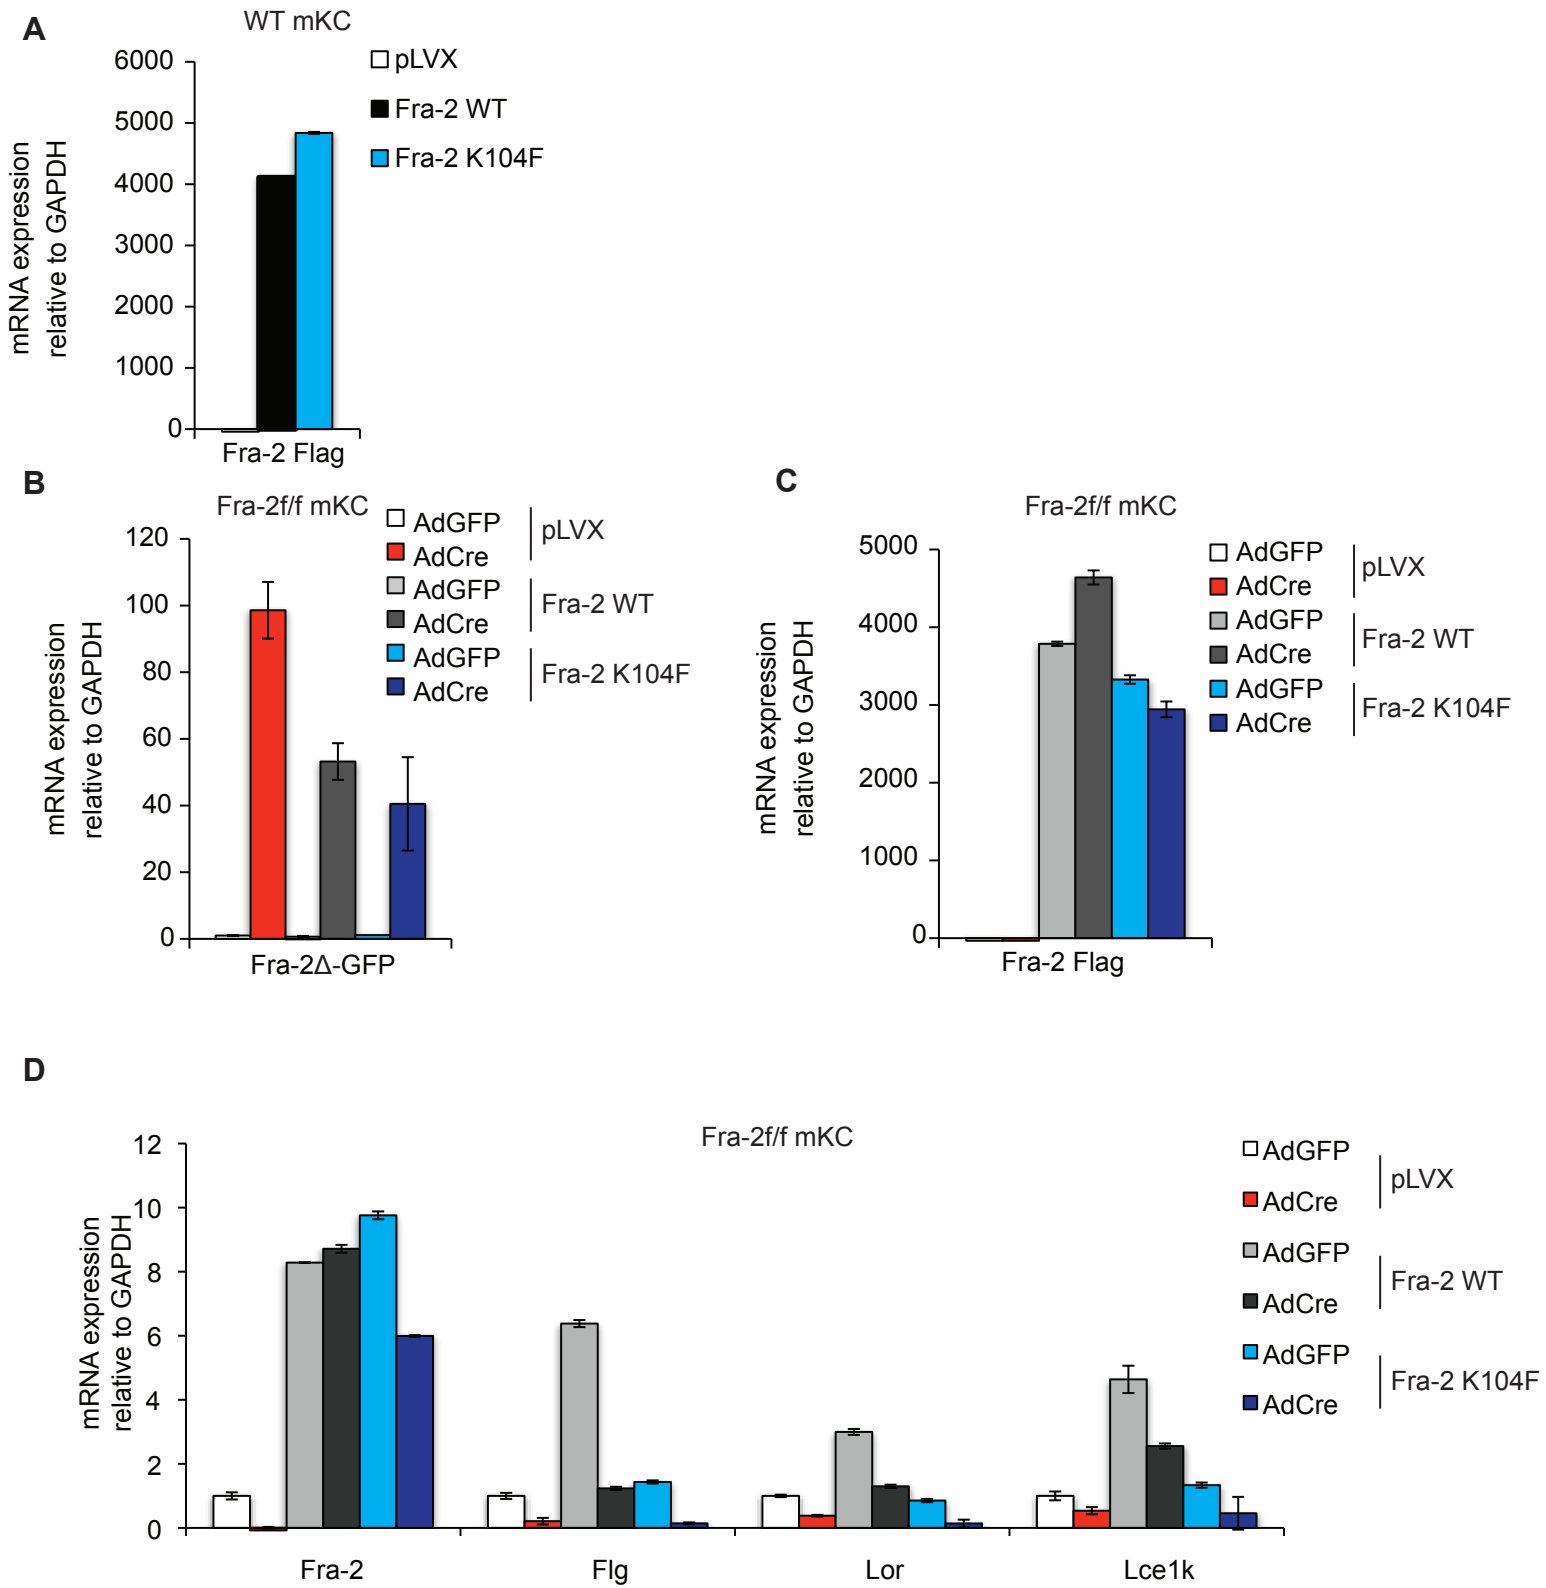 A
WT mKC
mRNA expression
relative to GAPDH
6000
5000
4000
3000
2000
1000
0
Fra-2 Flag
pLVX
Fra-2 WT
Fra-2 K104F
B
Fra-2f/f mKC
mRNA expression
relative to GAPDH
120
100
80
60
40
20
0
Fra-2Δ-GFP
AdGFP
AdCre
pLVX
AdGFP
AdCre
Fra-2 WT
AdGFP
AdCre
Fra-2 K104F
C
Fra-2f/f mKC
mRNA expression
relative to GAPDH
5000
4000
3000
2000
1000
0
Fra-2 Flag
AdGFP
AdCre
pLVX
AdGFP
AdCre
Fra-2 WT
AdGFP
AdCre
Fra-2 K104F
D
Fra-2f/f mKC
mRNA expression
relative to GAPDH
12
10
8
6
4
2
0
Fra-2 Flg Lor Lce1k
AdGFP
AdCre
pLVX
AdGFP
AdCre
Fra-2 WT
AdGFP
AdCre
Fra-2 K104F